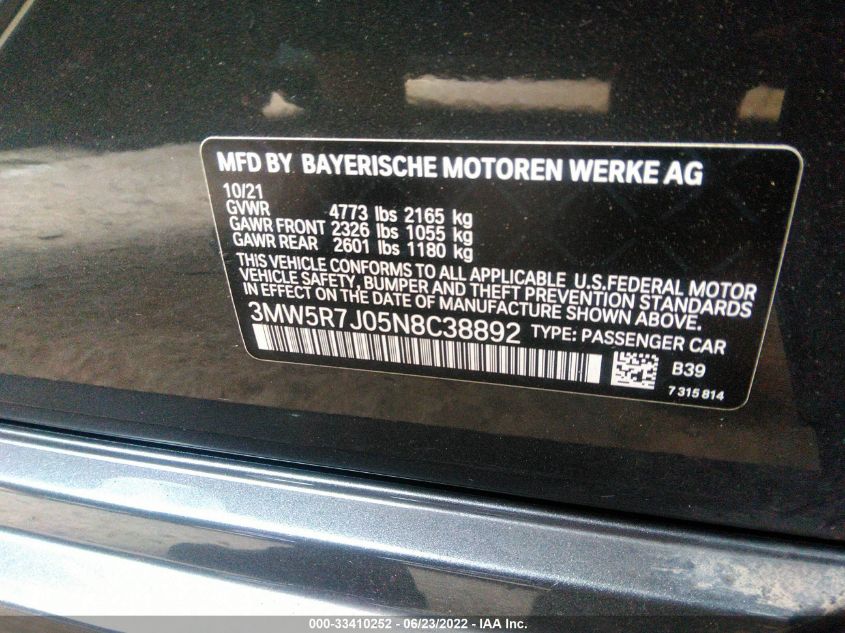 MFD BY BAYERISCHE MOTOREN WERKE AG
10/21
GVWR 4773 lbs 2165 kg
GAWR FRONT 2326 lbs 1055 kg
GAWR REAR 2601 lbs 1180 kg
THIS VEHICLE CONFORMS TO ALL APPLICABLE U.S.FEDERAL MOTOR
VEHICLE SAFETY, BUMPER AND THEFT PREVENTION STANDARDS
IN EFFECT ON THE DATE OF MANUFACTURE SHOWN ABOVE.
3MW5R7J05N8C38892 TYPE: PASSENGER CAR
B39
7 315 814
000-33410252 - 06/23/2022 - IAA Inc.